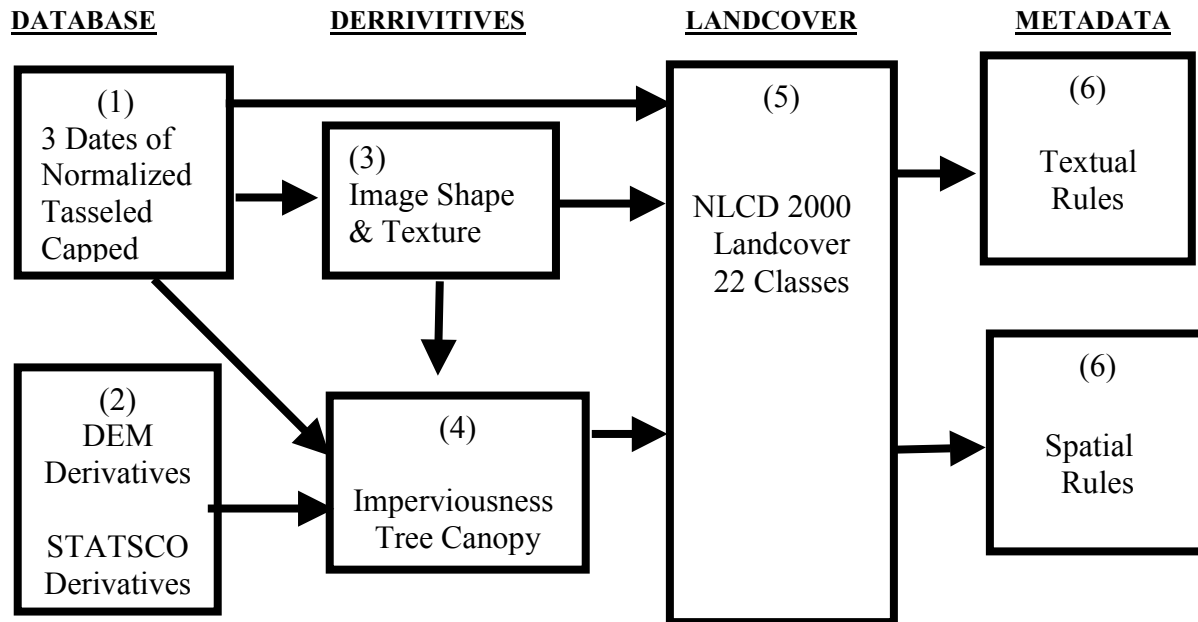 DATABASE
DERRIVITIVES
LANDCOVER
METADATA
(1)
3 Dates of
Normalized
Tasseled
Capped
(2)
DEM
Derivatives
STATSCO
Derivatives
(3)
Image Shape
& Texture
(4)
Imperviousness
Tree Canopy
(5)
NLCD 2000
Landcover
22 Classes
(6)
Textual
Rules
(6)
Spatial
Rules